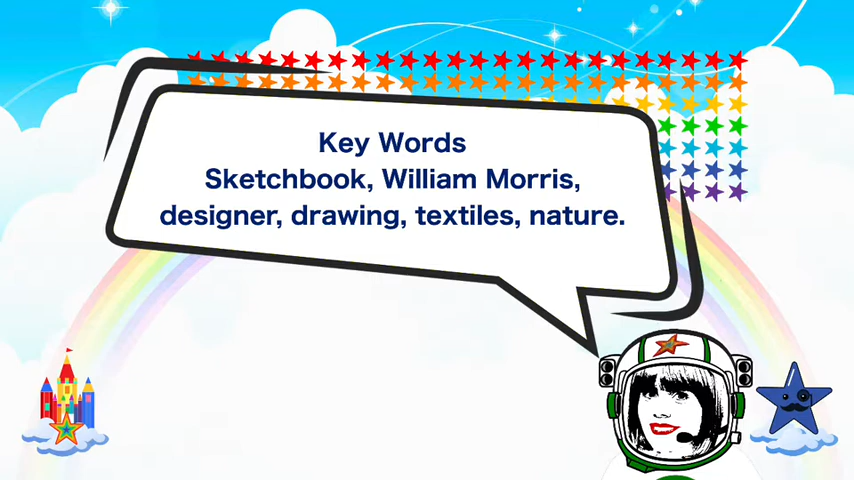 Key Words
Sketchbook, William Morris,
designer, drawing, textiles, nature.